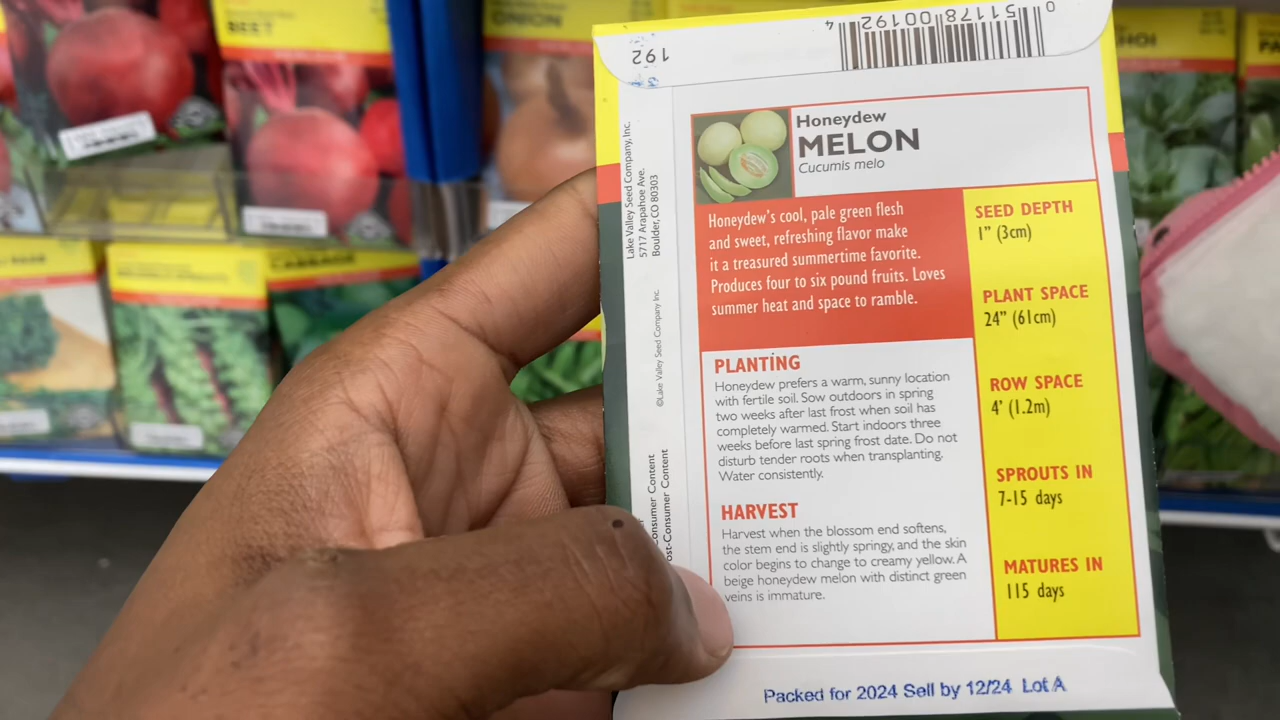 BEET
ONION
CABBAGE
192
0 51178 00192 4
Lake Valley Seed Company, Inc.
5717 Arapahoe Ave.
Boulder, CO 80303
©Lake Valley Seed Company Inc.
Consumer Content
ost-Consumer Content
Honeydew
MELON
Cucumis melo
Honeydew's cool, pale green flesh
and sweet, refreshing flavor make
it a treasured summertime favorite.
Produces four to six pound fruits. Loves
summer heat and space to ramble.
PLANTING
Honeydew prefers a warm, sunny location
with fertile soil. Sow outdoors in spring
two weeks after last frost when soil has
completely warmed. Start indoors three
weeks before last spring frost date. Do not
disturb tender roots when transplanting.
Water consistently.
HARVEST
Harvest when the blossom end softens,
the stem end is slightly springy, and the skin
color begins to change to creamy yellow. A
beige honeydew melon with distinct green
veins is immature.
SEED DEPTH
1" (3cm)
PLANT SPACE
24" (61cm)
ROW SPACE
4' (1.2m)
SPROUTS IN
7-15 days
MATURES IN
115 days
Packed for 2024 Sell by 12/24 Lot A